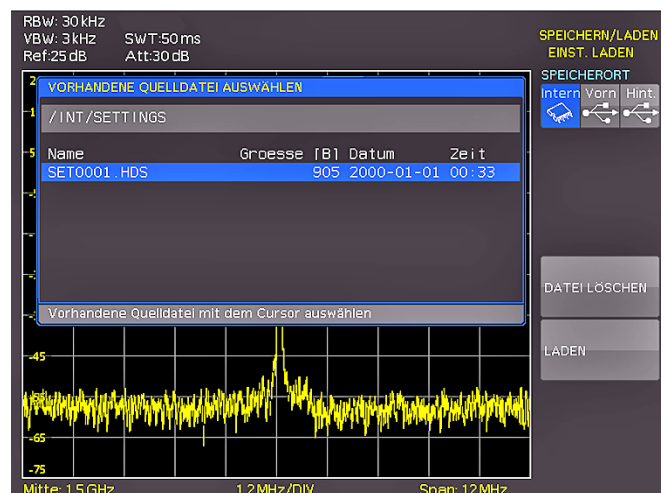 RBW: 30 kHz
VBW: 3 kHz SWT: 50 ms
Ref: 25 dB Att: 30 dB
SPEICHERN/LADEN
EINST. LADEN
SPEICHERORT
Intern Vorn Hint.
VORHANDENE QUELLDATEI AUSWÄHLEN
/INT/SETTINGS
Name Groesse [B] Datum Zeit
SET0001.HDS 905 2000-01-01 00:33
Vorhandene Quelldatei mit dem Cursor auswählen
DATEI LÖSCHEN
LADEN
-45
-65
-75
Mitte: 1.5 GHz 1.2 MHz/DIV Span: 12 MHz